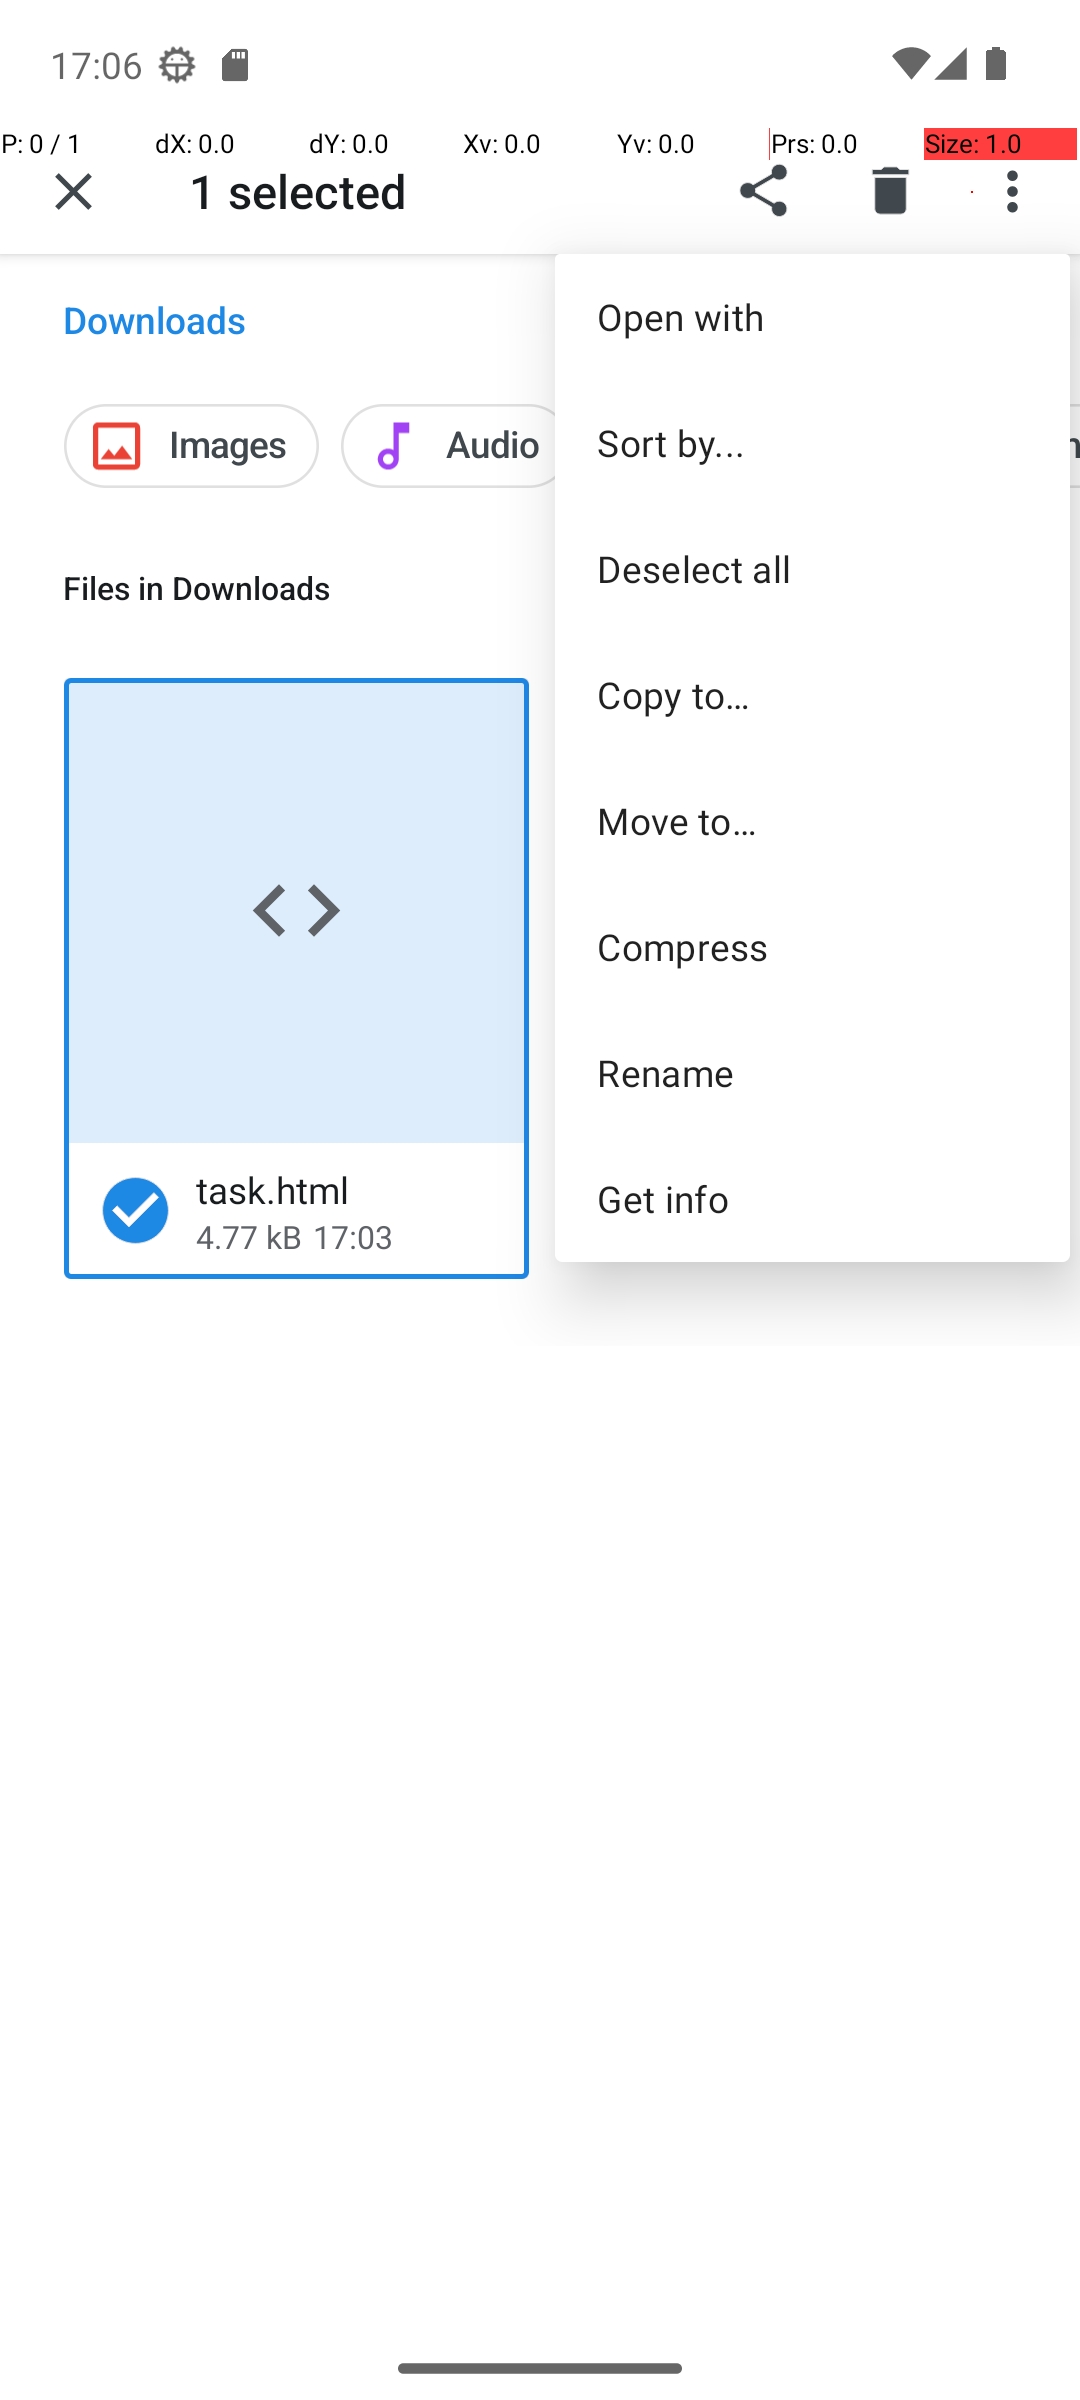 17:06
P: 0 / 1 dX: 0.0 dY: 0.0 Xv: 0.0 Yv: 0.0 Prs: 0.0 Size: 1.0
1 selected
Downloads
Images Audio
Files in Downloads
task.html
4.77 kB 17:03
Open with
Sort by...
Deselect all
Copy to…
Move to…
Compress
Rename
Get info